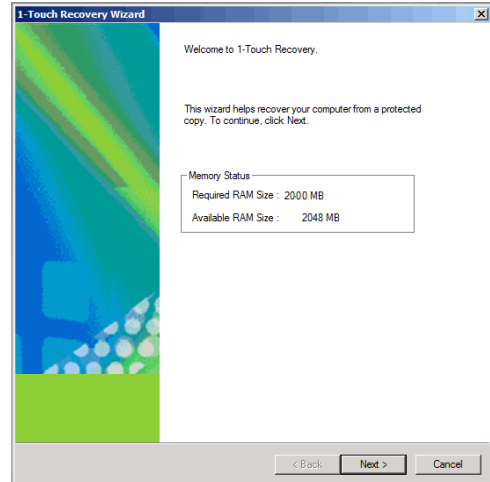 1-Touch Recovery Wizard
Welcome to 1-Touch Recovery.
This wizard helps recover your computer from a protected
copy. To continue, click Next.
Memory Status
Required RAM Size : 2000 MB
Available RAM Size : 2048 MB
< Back Next > Cancel